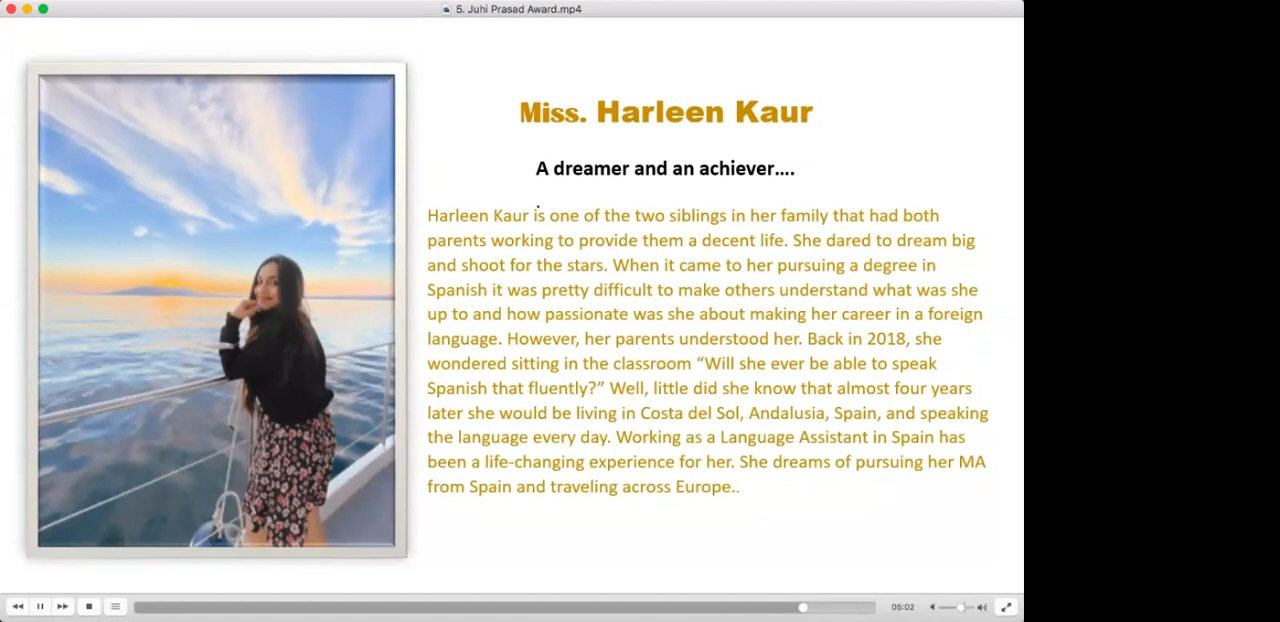 5. Juhi Prasad Award.mp4
Miss. Harleen Kaur
A dreamer and an achiever....
Harleen Kaur is one of the two siblings in her family that had both
parents working to provide them a decent life. She dared to dream big
and shoot for the stars. When it came to her pursuing a degree in
Spanish it was pretty difficult to make others understand what was she
up to and how passionate was she about making her career in a foreign
language. However, her parents understood her. Back in 2018, she
wondered sitting in the classroom “Will she ever be able to speak
Spanish that fluently?” Well, little did she know that almost four years
later she would be living in Costa del Sol, Andalusia, Spain, and speaking
the language every day. Working as a Language Assistant in Spain has
been a life-changing experience for her. She dreams of pursuing her MA
from Spain and traveling across Europe..
05:02